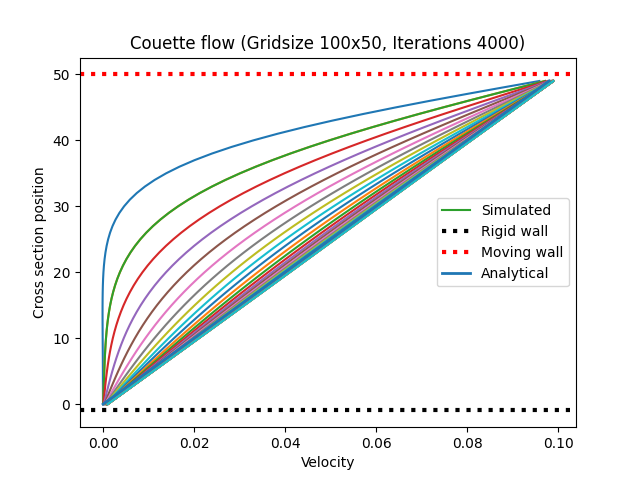 Couette flow (Gridsize 100x50, Iterations 4000)
Cross section position
50
40
30
20
10
0
Simulated
Rigid wall
Moving wall
Analytical
0.00 0.02 0.04 0.06 0.08 0.10
Velocity